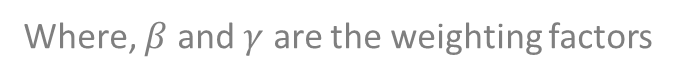 Where, β and γ are the weighting factors